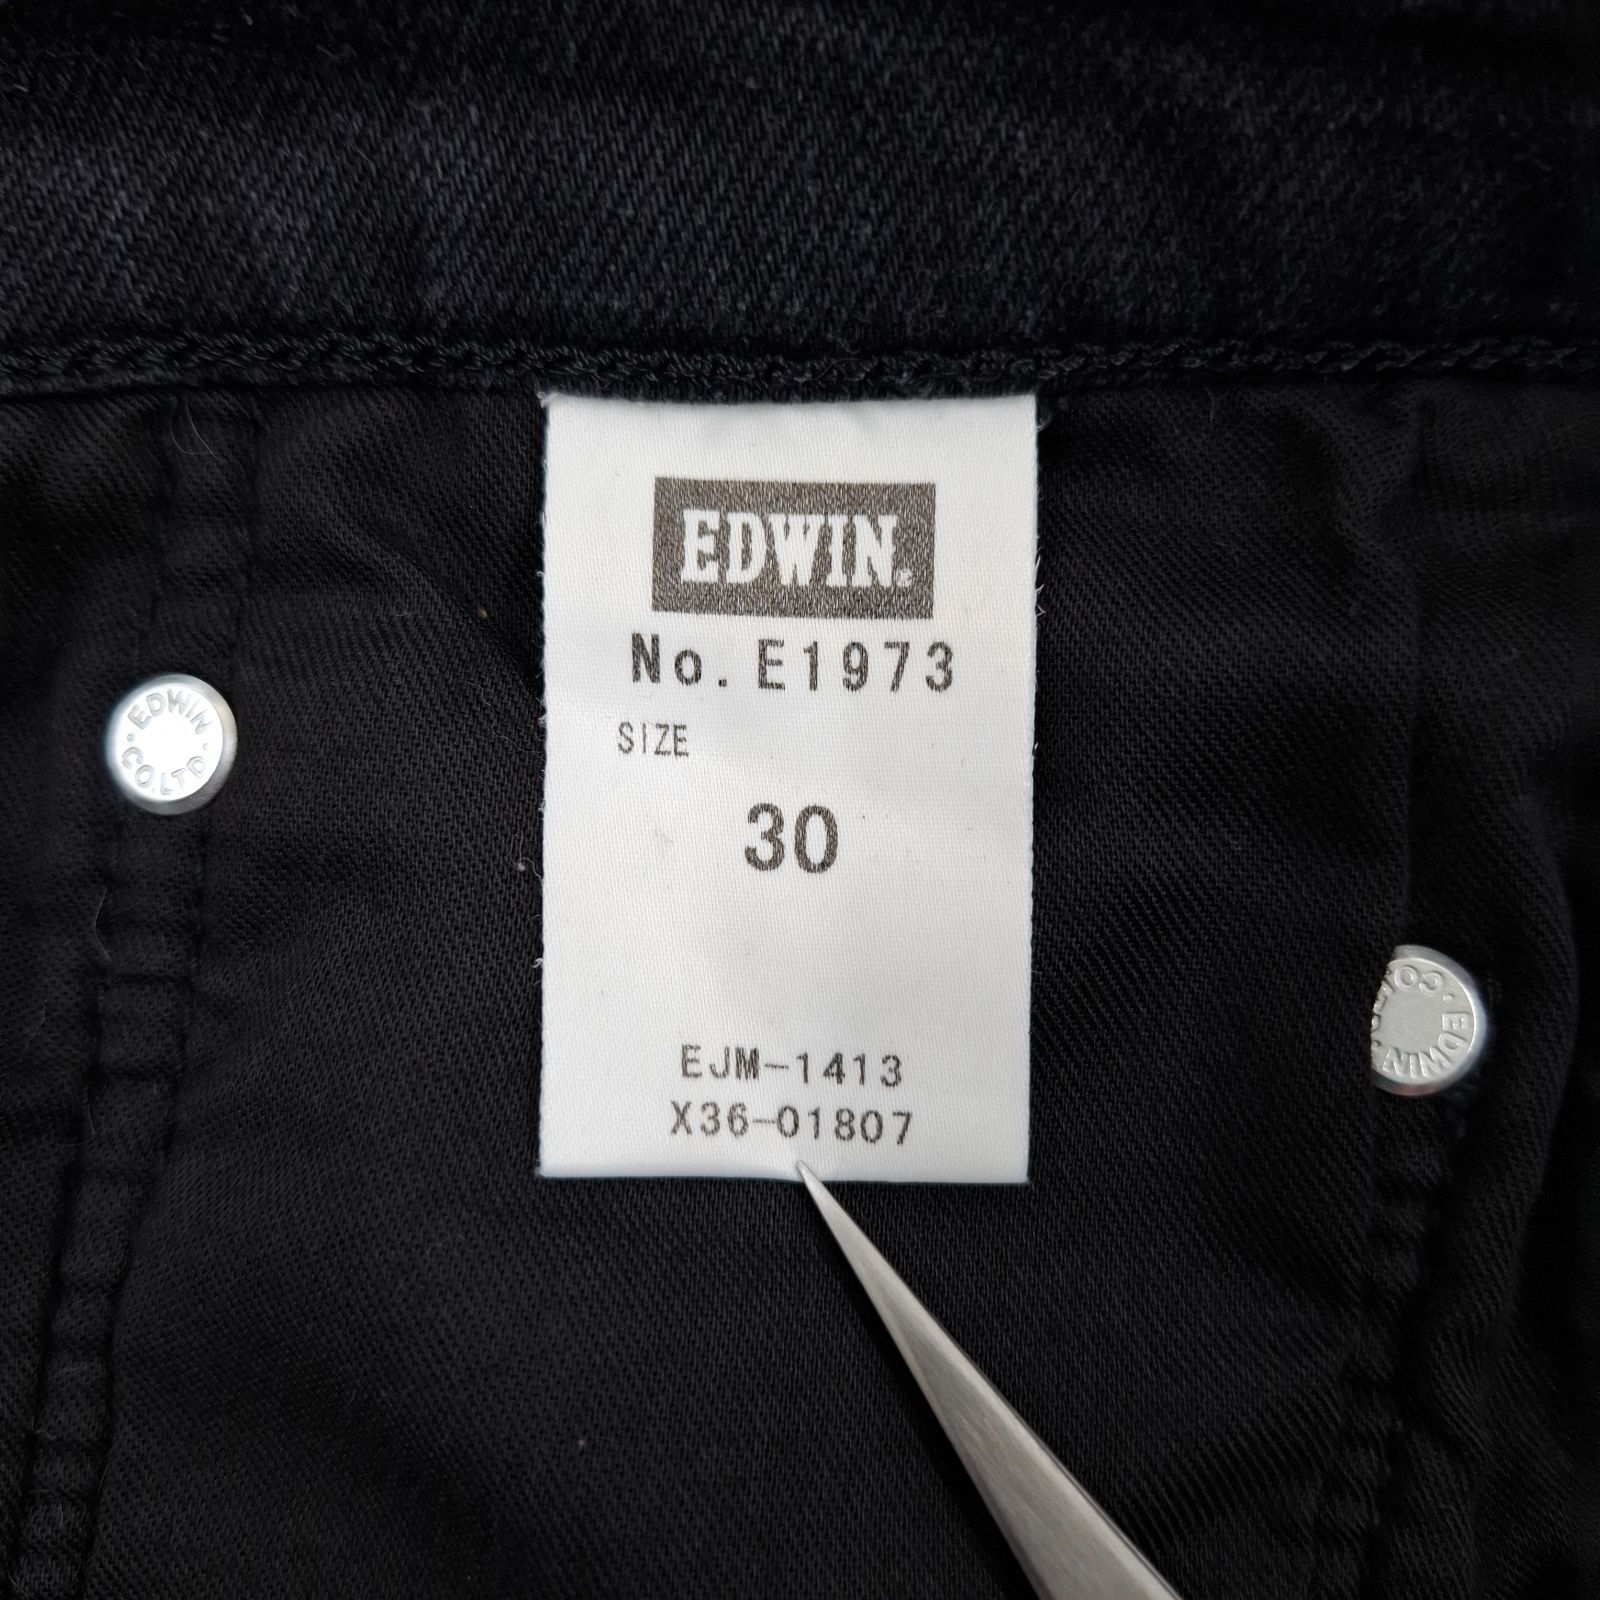 EDWIN®
No. E1973
SIZE
30
EJM-1413
X36-01807
EDWIN
CO.LTD
EDWIN
CO.LTD